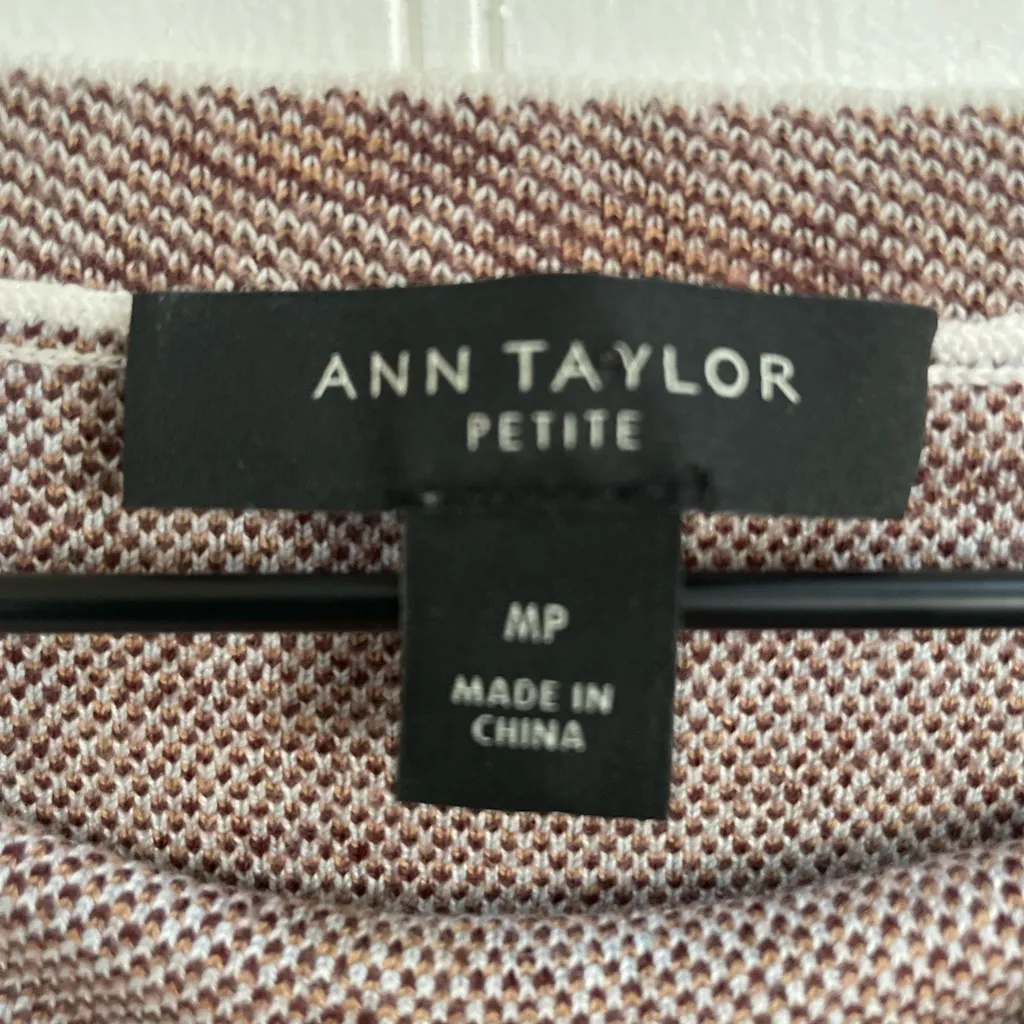 ANN TAYLOR
PETITE
MP
MADE IN
CHINA